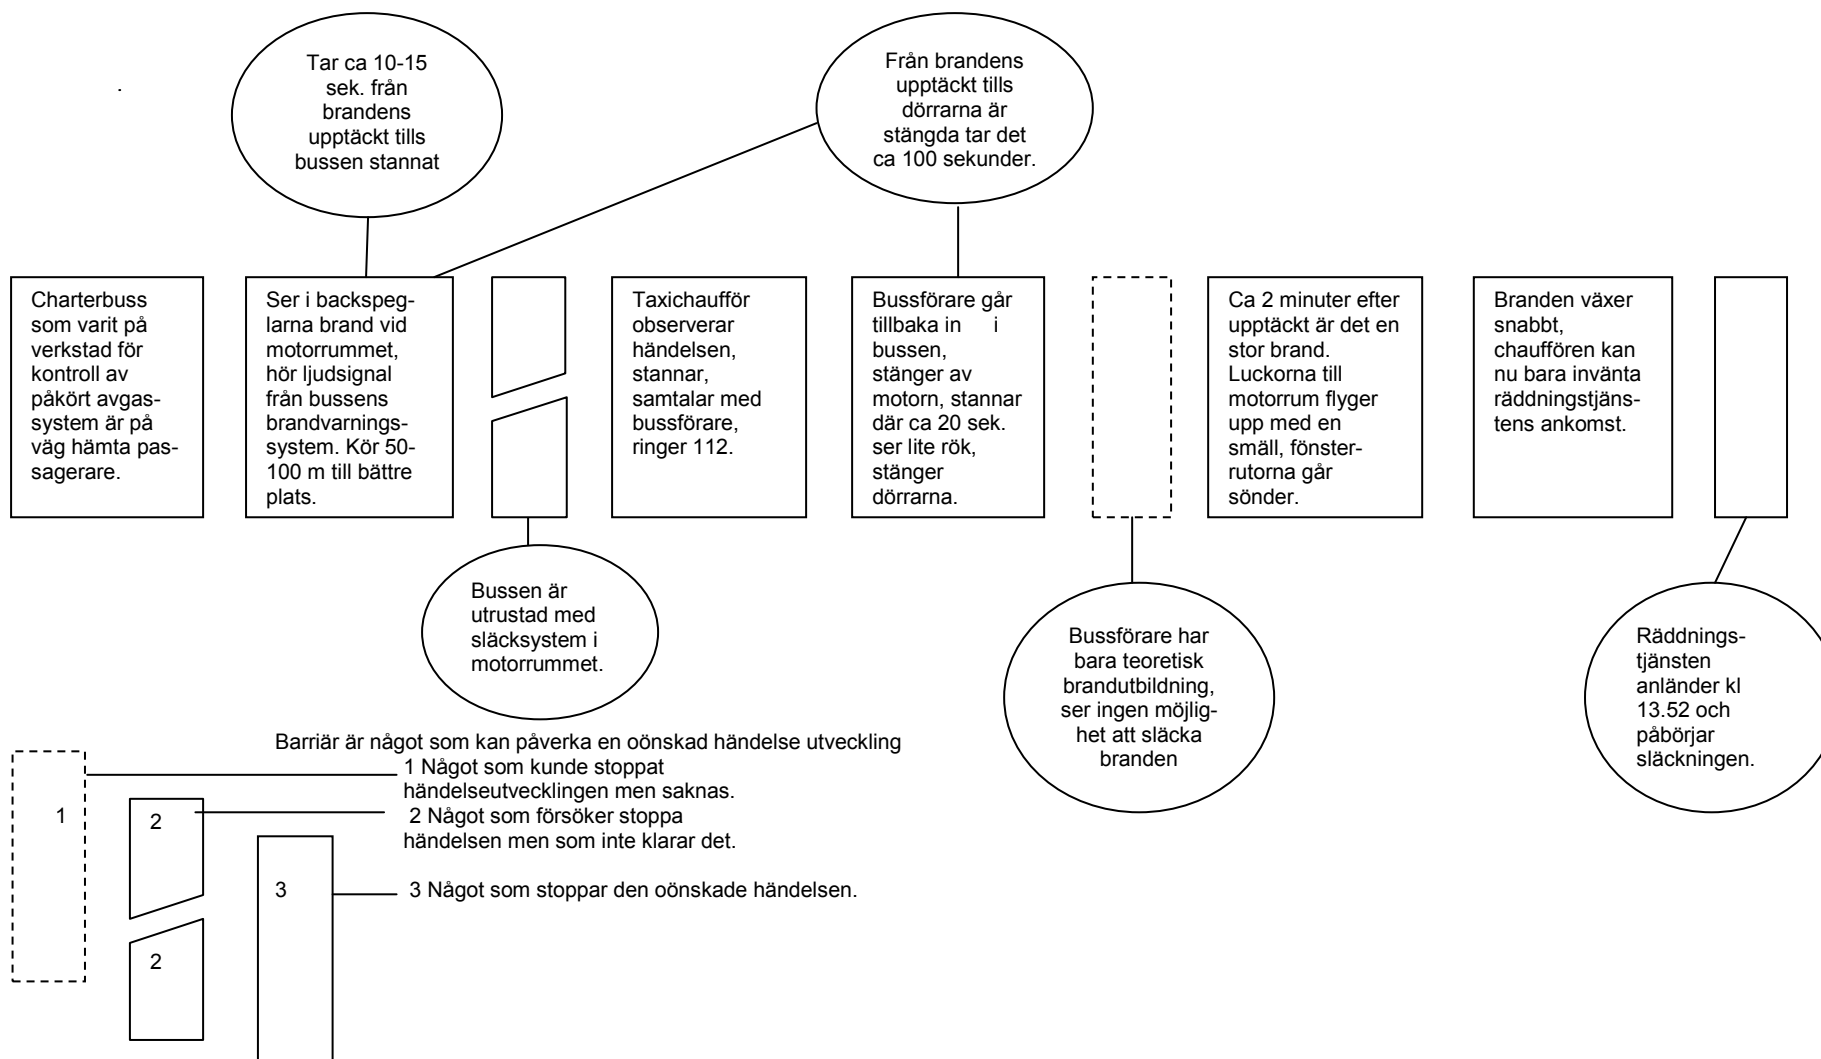 Tar ca 10-15
sek. från
brandens
upptäckt tills
bussen stannat
Från brandens
upptäckt tills
dörrarna är
stängda tar det
ca 100 sekunder.
Charterbuss
som varit på
verkstad för
kontroll av
påkört avgas-
system är på
väg hämta pas-
sagerare.
Ser i backspeg-
larna brand vid
motorrummet,
hör ljudsignal
från bussens
brandvarnings-
system. Kör 50-
100 m till bättre
plats.
Taxichaufför
observerar
händelsen,
stannar,
samtalar med
bussförare,
ringer 112.
Bussförare går
tillbaka in i
bussen,
stänger av
motorn, stannar
där ca 20 sek.
ser lite rök,
stänger
dörrarna.
Ca 2 minuter efter
upptäckt är det en
stor brand.
Luckorna till
motorrum flyger
upp med en
smäll, fönster-
rutorna går
sönder.
Branden växer
snabbt,
chauffören kan
nu bara invänta
räddningstjäns-
tens ankomst.
Bussen är
utrustad med
släcksystem i
motorrummet.
Bussförare har
bara teoretisk
brandutbildning,
ser ingen möjlig-
het att släcka
branden
Räddnings-
tjänsten
anländer kl
13.52 och
påbörjar
släckningen.
Barriär är något som kan påverka en oönskad händelse utveckling
1 Något som kunde stoppat
händelseutvecklingen men saknas.
2 Något som försöker stoppa
händelsen men som inte klarar det.
3 Något som stoppar den oönskade händelsen.
1
2
3
2